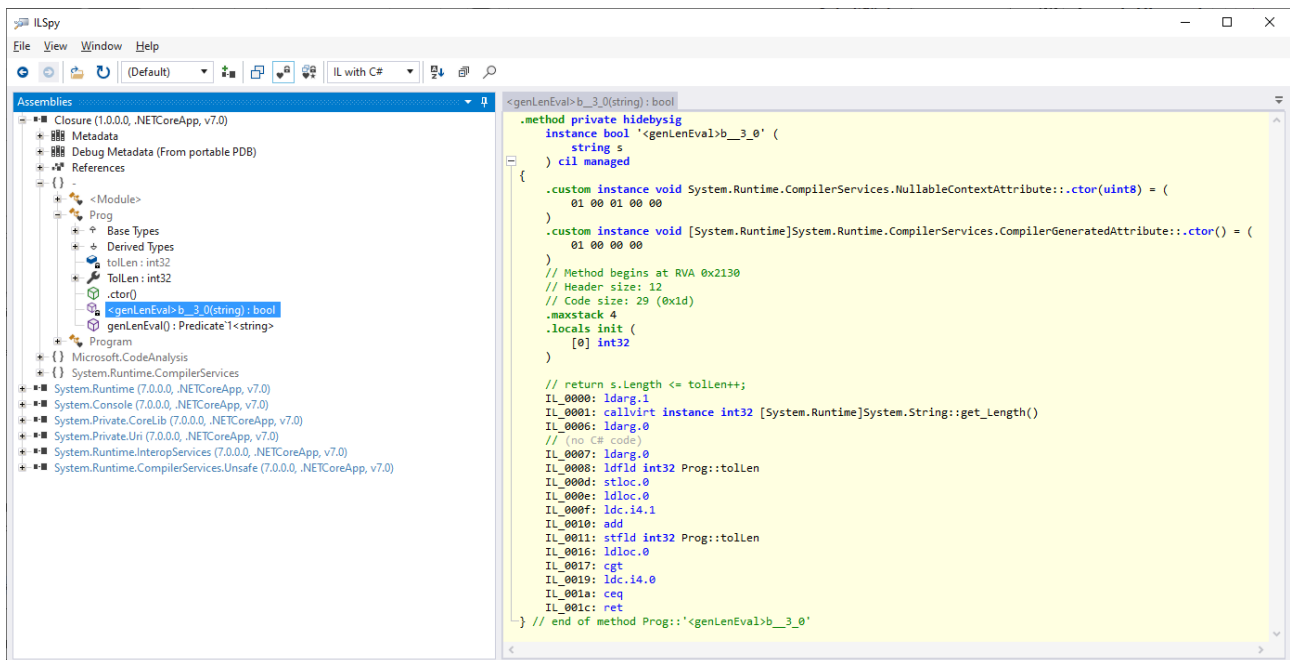 ILSpy
File View Window Help
(Default) IL with C#
Assemblies
Closure (1.0.0.0, .NETCoreApp, v7.0)
Metadata
Debug Metadata (From portable PDB)
References
{ } -
<Module>
Prog
Base Types
Derived Types
tolLen : int32
TolLen : int32
.ctor()
<genLenEval>b__3_0(string) : bool
genLenEval() : Predicate`1<string>
Program
{ } Microsoft.CodeAnalysis
{ } System.Runtime.CompilerServices
System.Runtime (7.0.0.0, .NETCoreApp, v7.0)
System.Console (7.0.0.0, .NETCoreApp, v7.0)
System.Private.CoreLib (7.0.0.0, .NETCoreApp, v7.0)
System.Private.Uri (7.0.0.0, .NETCoreApp, v7.0)
System.Runtime.InteropServices (7.0.0.0, .NETCoreApp, v7.0)
System.Runtime.CompilerServices.Unsafe (7.0.0.0, .NETCoreApp, v7.0)
<genLenEval>b__3_0(string) : bool
.method private hidebysig
instance bool '<genLenEval>b__3_0' (
string s
) cil managed
{
.custom instance void System.Runtime.CompilerServices.NullableContextAttribute::.ctor(uint8) = (
01 00 01 00 00
)
.custom instance void [System.Runtime]System.Runtime.CompilerServices.CompilerGeneratedAttribute::.ctor() = (
01 00 00 00
)
// Method begins at RVA 0x2130
// Header size: 12
// Code size: 29 (0x1d)
.maxstack 4
.locals init (
[0] int32
)
// return s.Length <= tolLen++;
IL_0000: ldarg.1
IL_0001: callvirt instance int32 [System.Runtime]System.String::get_Length()
IL_0006: ldarg.0
// (no C# code)
IL_0007: ldarg.0
IL_0008: ldfld int32 Prog::tolLen
IL_000d: stloc.0
IL_000e: ldloc.0
IL_000f: ldc.i4.1
IL_0010: add
IL_0011: stfld int32 Prog::tolLen
IL_0016: ldloc.0
IL_0017: cgt
IL_0019: ldc.i4.0
IL_001a: ceq
IL_001c: ret
} // end of method Prog::'<genLenEval>b__3_0'